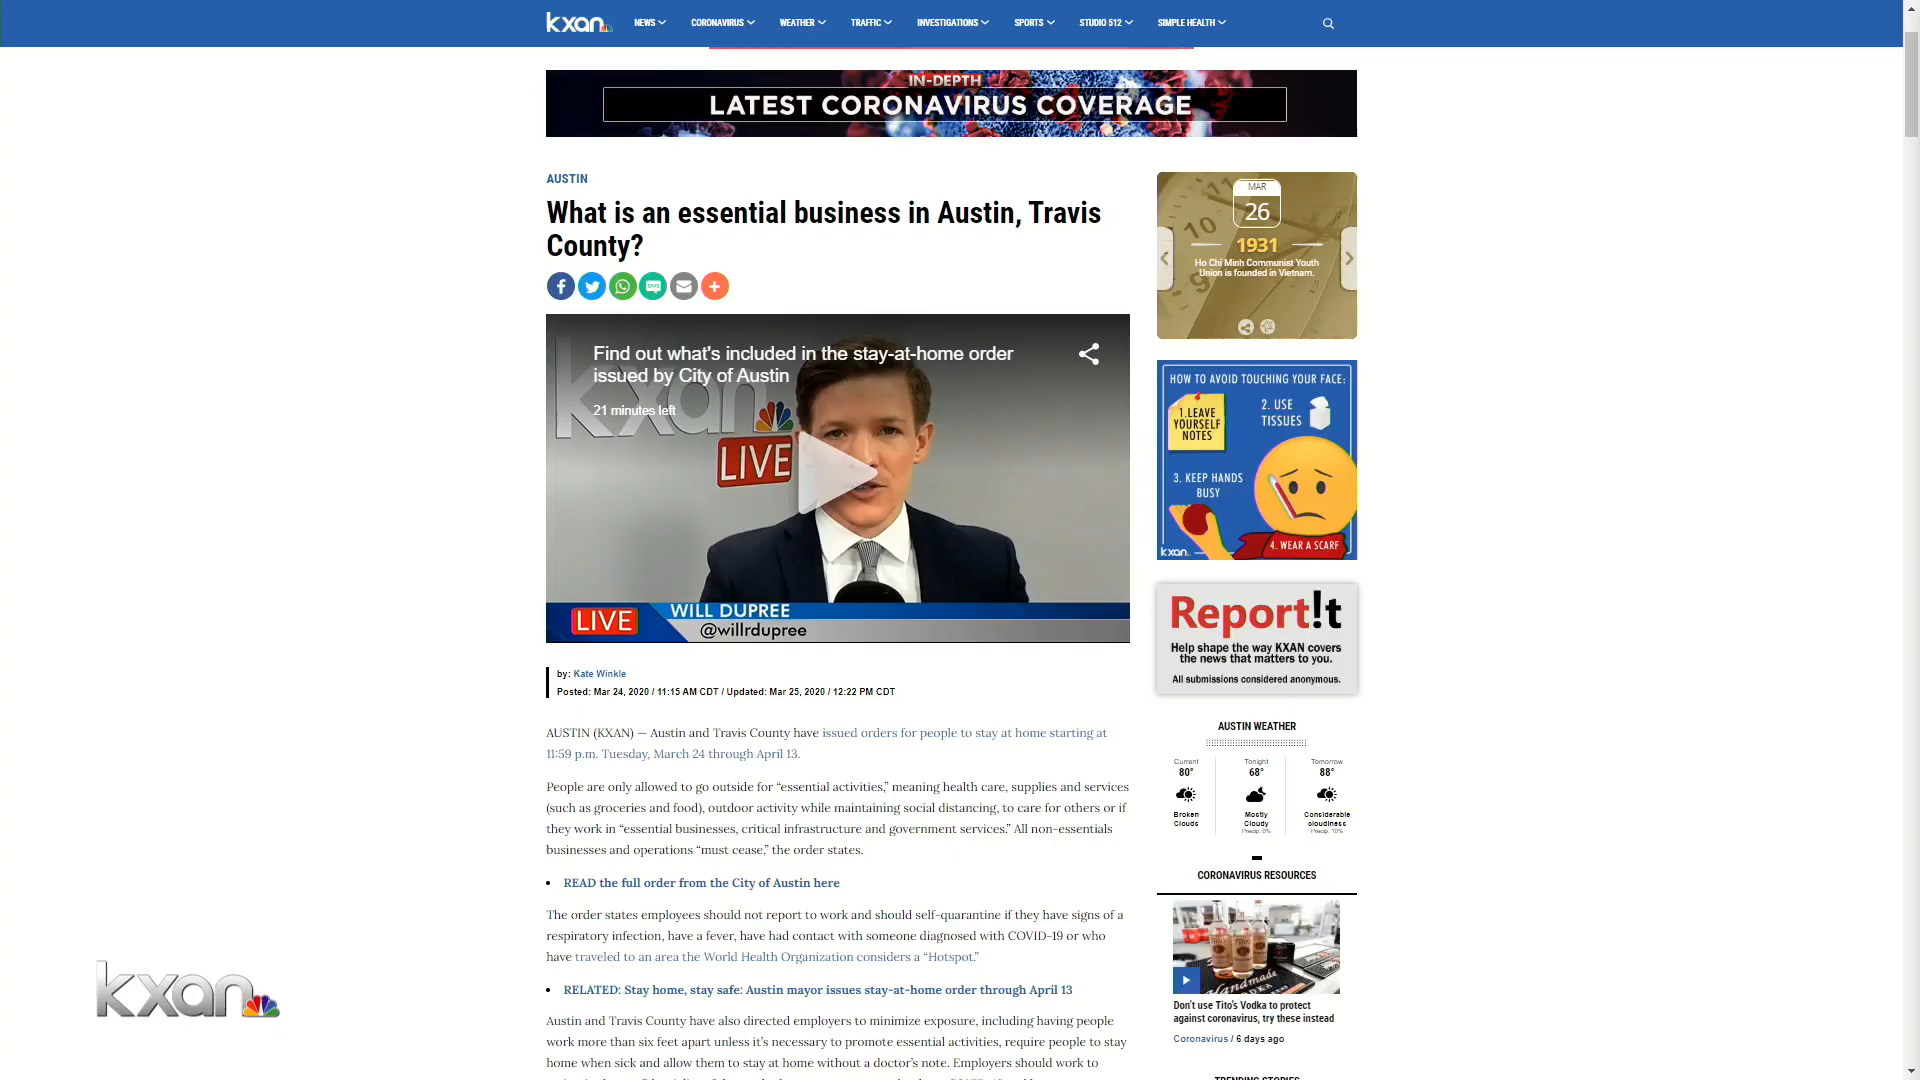 kxan
NEWS
CORONAVIRUS
WEATHER
TRAFFIC
INVESTIGATIONS
SPORTS
STUDIO 512
SIMPLE HEALTH
IN-DEPTH
LATEST CORONAVIRUS COVERAGE
AUSTIN
What is an essential business in Austin, Travis
County?
SMS
Find out what's included in the stay-at-home order
issued by City of Austin
21 minutes left
kxan
LIVE
LIVE
WILL DUPREE
@willrdupree
by: Kate Winkle
Posted: Mar 24, 2020 / 11:15 AM CDT / Updated: Mar 25, 2020 / 12:22 PM CDT
AUSTIN (KXAN) — Austin and Travis County have issued orders for people to stay at home starting at
11:59 p.m. Tuesday, March 24 through April 13.
People are only allowed to go outside for “essential activities,” meaning health care, supplies and services
(such as groceries and food), outdoor activity while maintaining social distancing, to care for others or if
they work in “essential businesses, critical infrastructure and government services.” All non-essentials
businesses and operations “must cease,” the order states.
• READ the full order from the City of Austin here
The order states employees should not report to work and should self-quarantine if they have signs of a
respiratory infection, have a fever, have had contact with someone diagnosed with COVID-19 or who
have traveled to an area the World Health Organization considers a “Hotspot.”
• RELATED: Stay home, stay safe: Austin mayor issues stay-at-home order through April 13
Austin and Travis County have also directed employers to minimize exposure, including having people
work more than six feet apart unless it’s necessary to promote essential activities, require people to stay
home when sick and allow them to stay at home without a doctor’s note. Employers should work to
MAR
26
11
10
9
1931
Ho Chi Minh Communist Youth
Union is founded in Vietnam.
HOW TO AVOID TOUCHING YOUR FACE:
1. LEAVE
YOURSELF
NOTES
2. USE
TISSUES
3. KEEP HANDS
BUSY
4. WEAR A SCARF
kxan
Report!t
Help shape the way KXAN covers
the news that matters to you.
All submissions considered anonymous.
AUSTIN WEATHER
Current
80°
Broken
Clouds
Tonight
68°
Mostly
Cloudy
Precip: 0%
Tomorrow
88°
Considerable
cloudiness
Precip: 10%
CORONAVIRUS RESOURCES
Tito's
Handmade
Don’t use Tito’s Vodka to protect
against coronavirus, try these instead
Coronavirus / 6 days ago
TRENDING STORIES
kxan